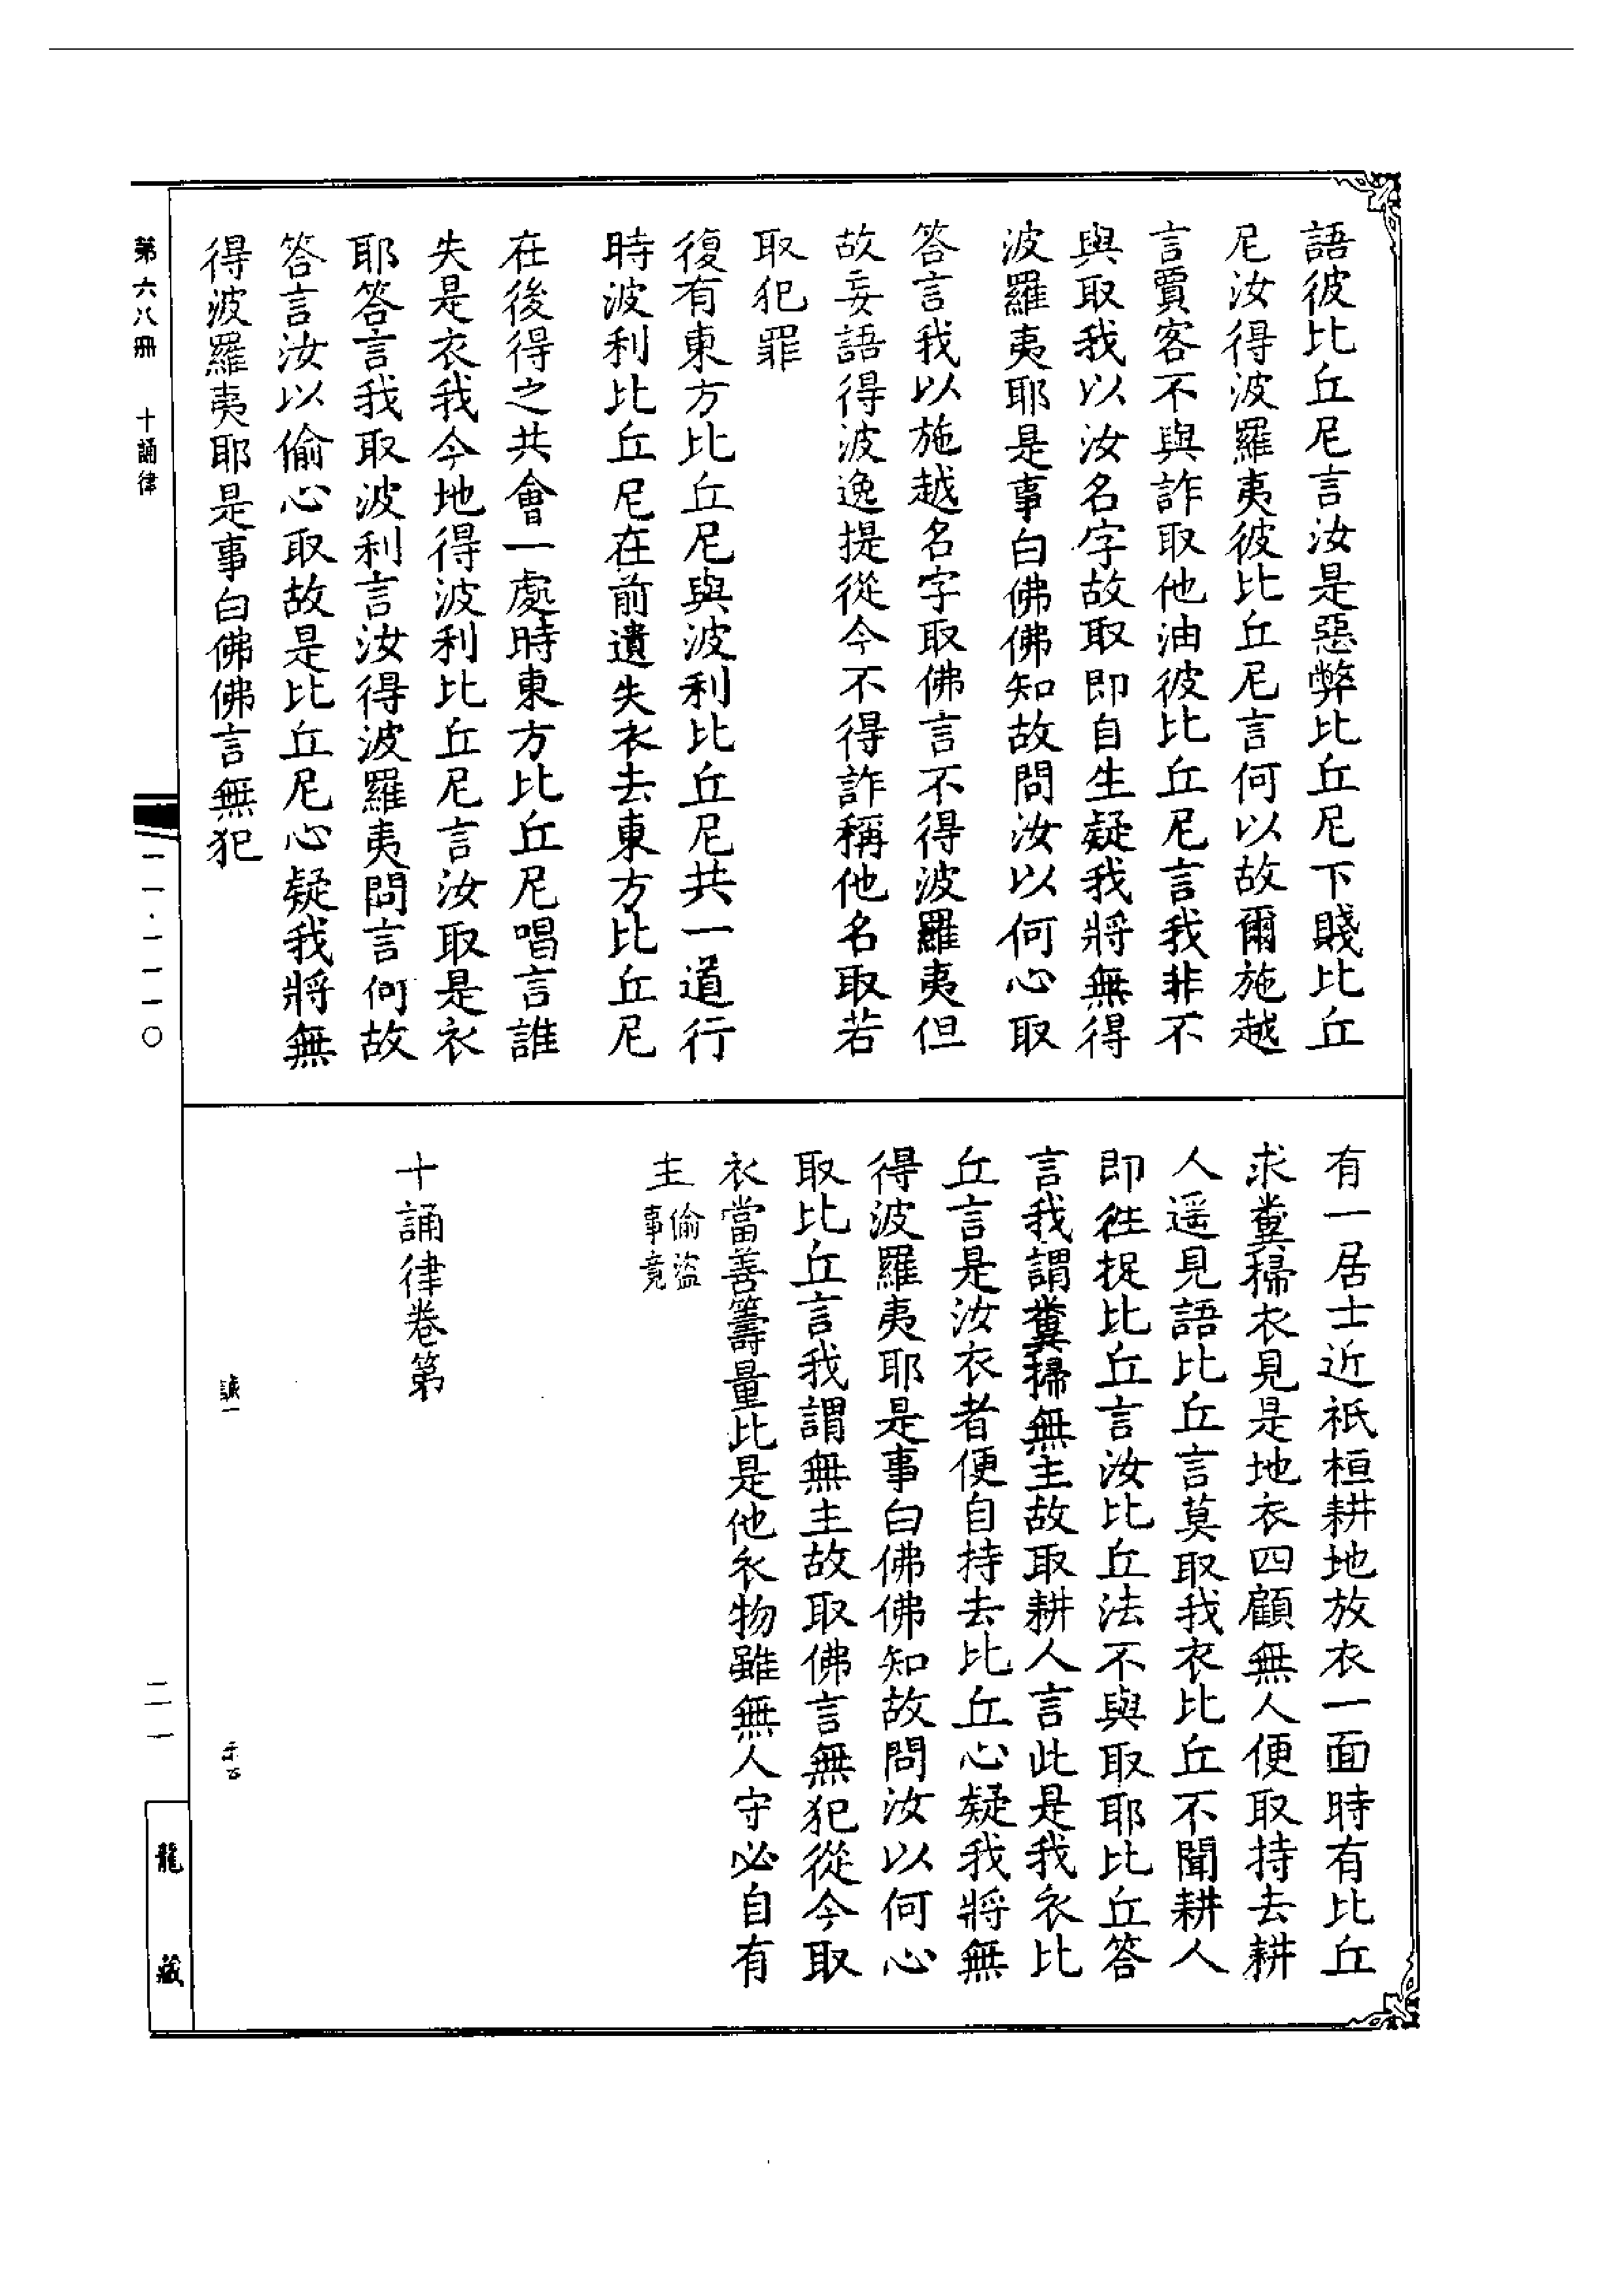 語彼比丘尼言汝是惡弊比丘尼下賤比丘
尼汝得波羅夷彼比丘尼言何以故爾施越
言賈客不與詐取他油彼比丘尼言我非不
與取我以汝名字故取即自生疑我將無得
波羅夷耶是事白佛佛知故問汝以何心取
答言我以施越名字取佛言不得波羅夷但
故妄語得波逸提從今不得詐稱他名取若
取犯罪
復有東方比丘尼與波利比丘尼共一道行
時波利比丘尼在前遺失衣去東方比丘尼
在後得之共會一處時東方比丘尼唱言誰
失是衣我今地得波利比丘尼言汝取是衣
耶答言我取波利言汝得波羅夷問言何故
答言汝以偷心取故是比丘尼心疑我將無
得波羅夷耶是事白佛佛言無犯
有一居士近祇桓耕地放衣一面時有比丘
求糞掃衣見是地衣四顧無人便取持去耕
人遥見語比丘言莫取我衣比丘不聞耕人
即往捉比丘言汝比丘法不與取耶比丘答
言我謂糞掃無主故取耕人言此是我衣比
丘言是汝衣者便自持去比丘心疑我將無
得波羅夷耶是事白佛佛知故問汝以何心
取比丘言我謂無主故取佛言無犯從今取
衣當善籌量比是他衣物雖無人守必自有
主偷盜事竟
十誦律卷第
第六八冊 十誦律
一一·一一一〇
二一
龍藏